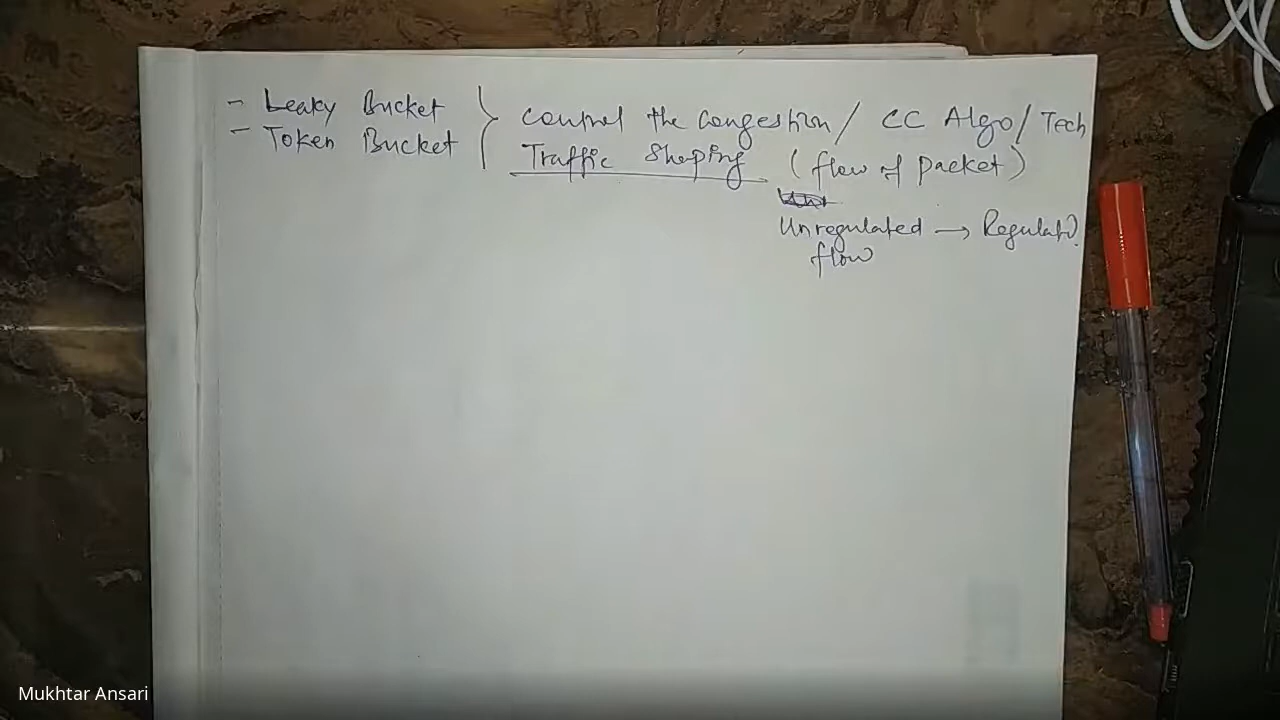 - Leaky Bucket
- Token Bucket
Control the Congestion / CC Algo / Tech
Traffic Shaping (flow of packet)
Unregulated → Regulatd.
flow
Mukhtar Ansari